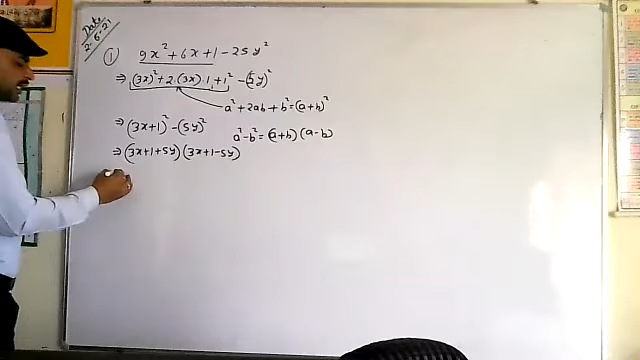 Date
2-6-21
① 9x² + 6x + 1 - 25y²
⇒ (3x)² + 2·(3x)·1 + 1² - (5y)²
a² + 2ab + b² = (a+b)²
⇒ (3x+1)² - (5y)²
a² - b² = (a+b) (a-b)
⇒ (3x+1+5y) (3x+1-5y)